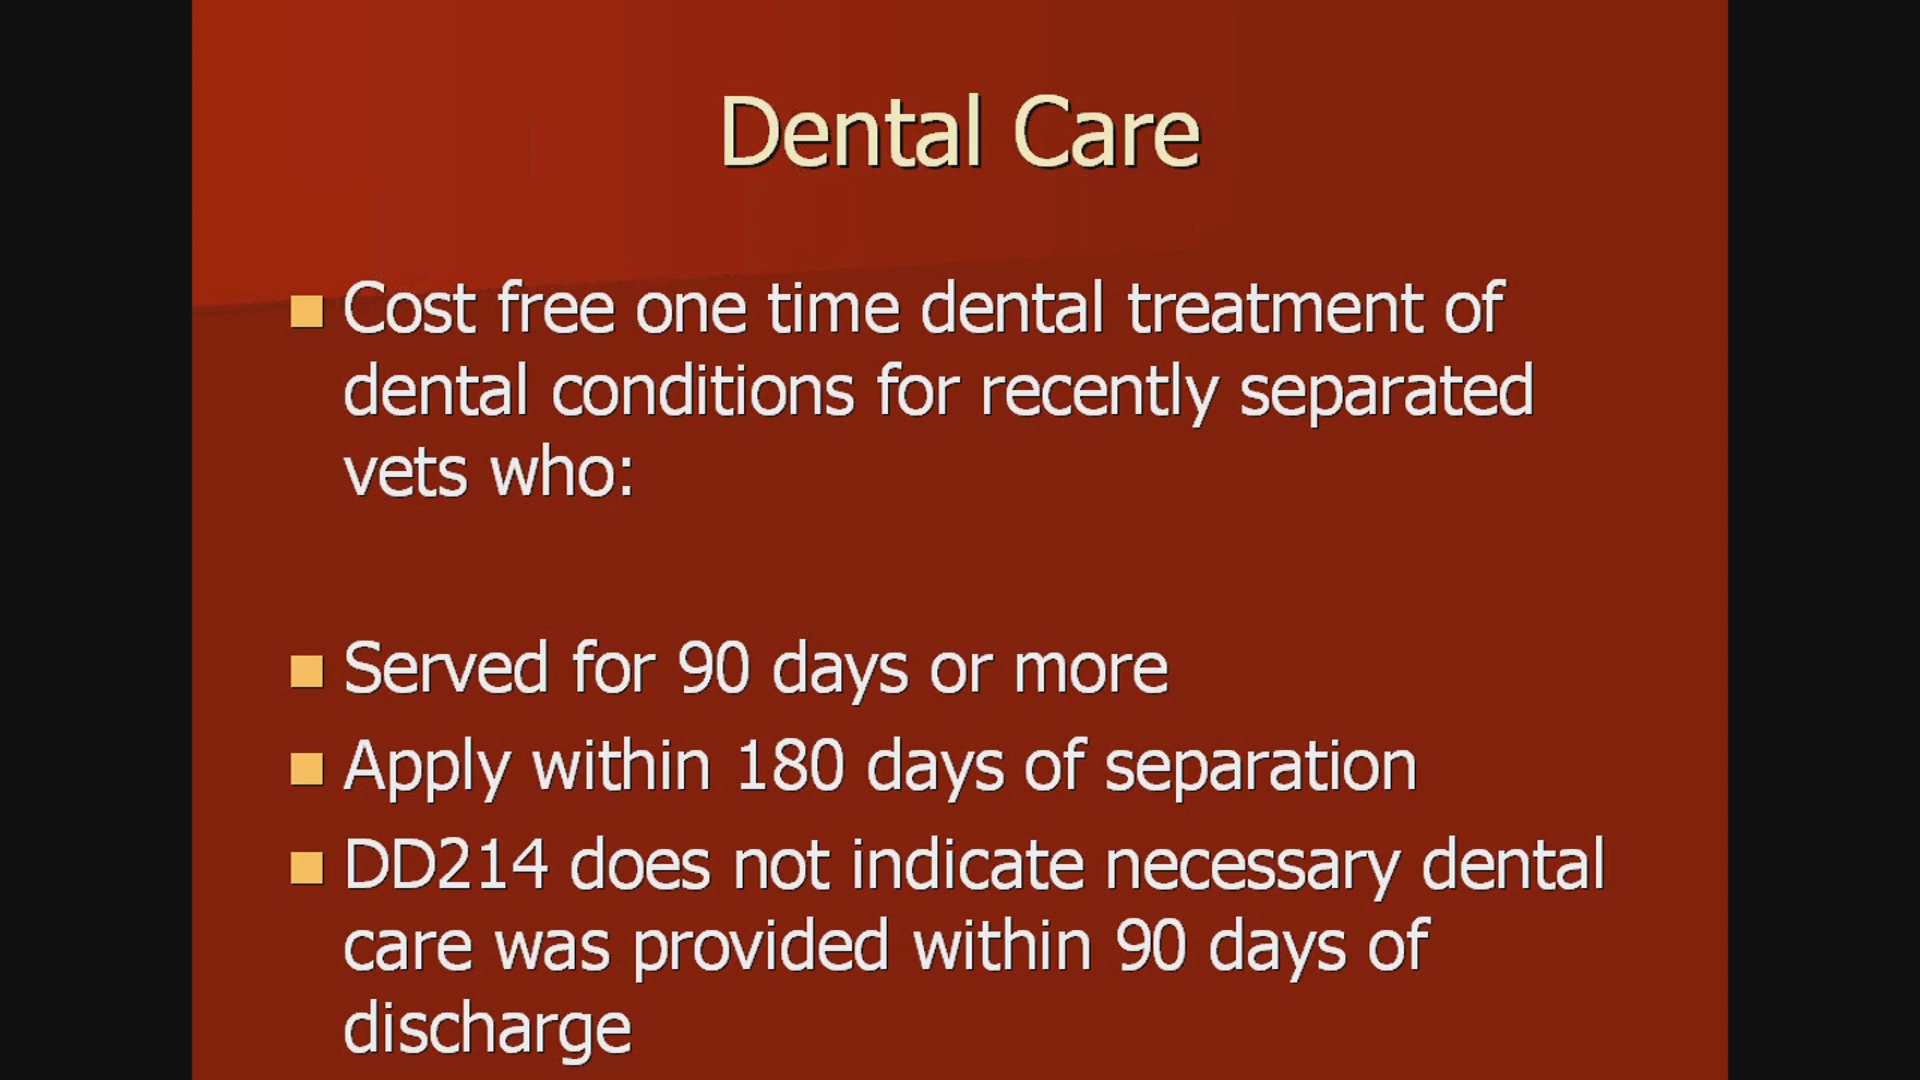 Dental Care
Cost free one time dental treatment of
dental conditions for recently separated
vets who:
Served for 90 days or more
Apply within 180 days of separation
DD214 does not indicate necessary dental
care was provided within 90 days of
discharge